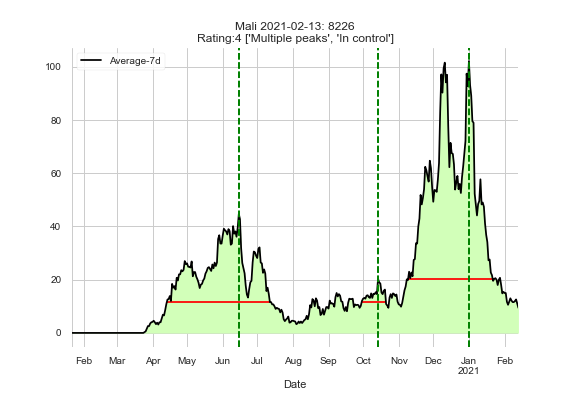 Mali 2021-02-13: 8226
Rating:4 ['Multiple peaks', 'In control']
Average-7d
100
80
60
40
20
0
Feb Mar Apr May Jun Jul Aug Sep Oct Nov Dec Jan Feb
2021
Date